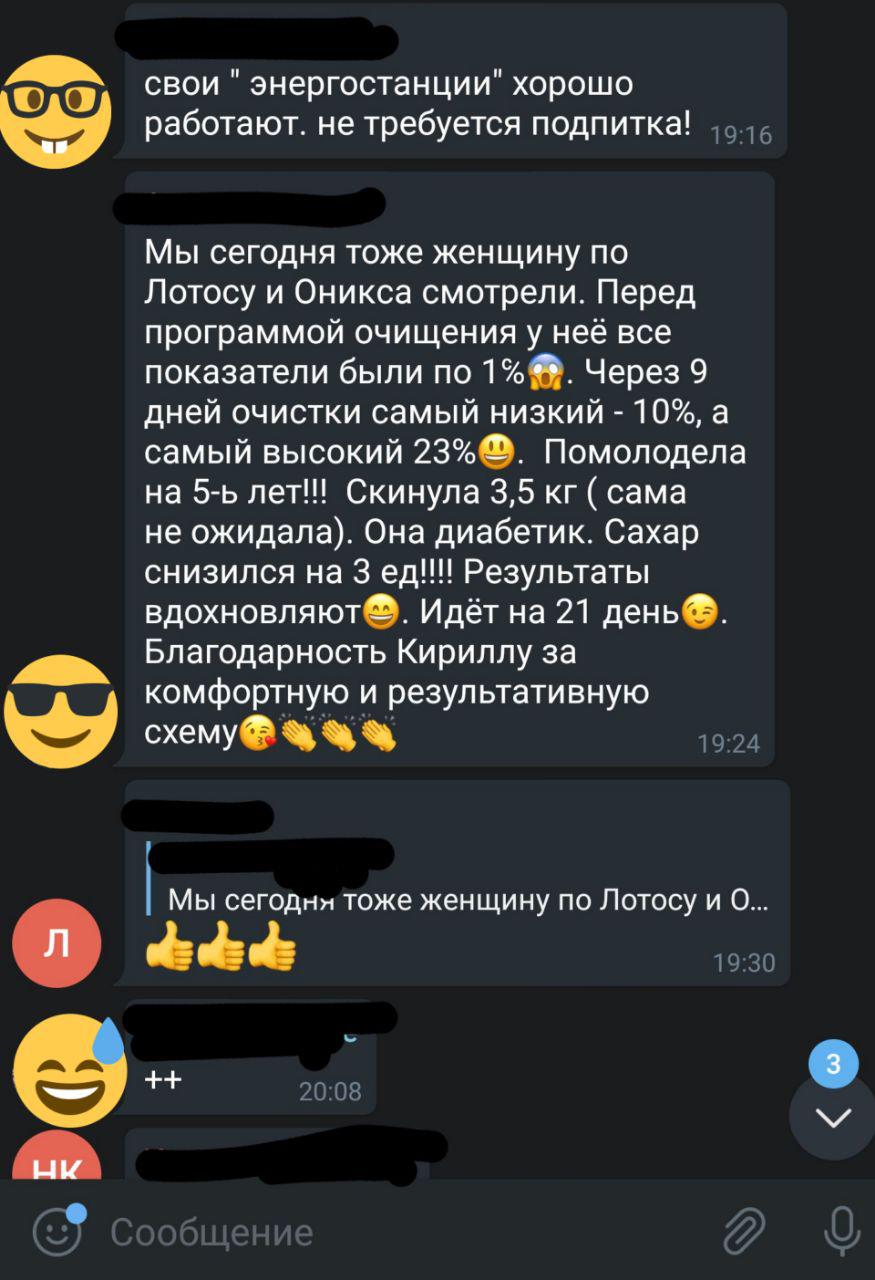 свои " энергостанции" хорошо
работают. не требуется подпитка!
19:16
Мы сегодня тоже женщину по
Лотосу и Оникса смотрели. Перед
программой очищения у неё все
показатели были по 1℅😱. Через 9
дней очистки самый низкий - 10%, а
самый высокий 23%😃. Помолодела
на 5-ь лет!!! Скинула 3,5 кг ( сама
не ожидала). Она диабетик. Сахар
снизился на 3 ед!!!! Результаты
вдохновляют😄. Идёт на 21 день😉.
Благодарность Кириллу за
комфортную и результативную
схему😘👏👏👏
19:24
Мы сегодня тоже женщину по Лотосу и О...
Л
👍👍👍
19:30
++
20:08
3
НК
Сообщение